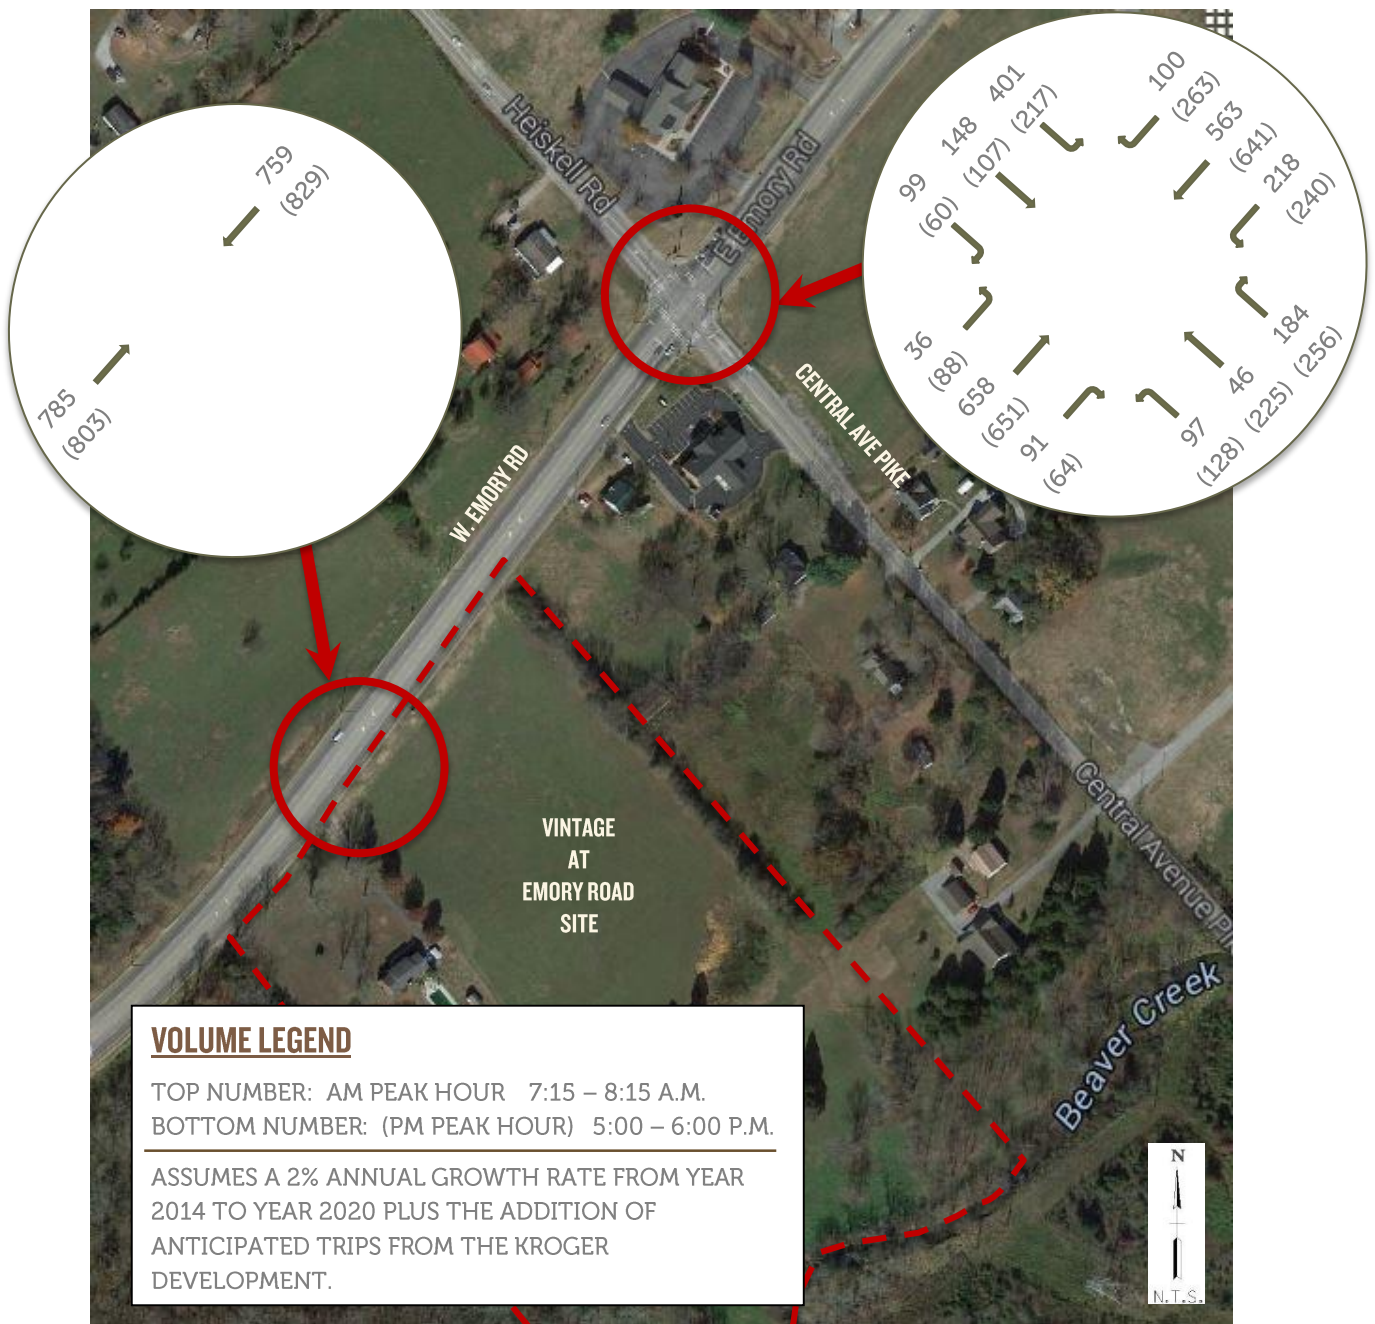 401
(217)
148
(107)
99
(60)
100
(263)
563
(641)
218
(240)
759
(829)
785
(803)
36
(88)
658
(651)
91
(64)
184
(256)
46
(225)
97
(128)
Heiskell Rd
E Emory Rd
CENTRAL AVE PIKE
W. EMORY RD
Central Avenue Pi
VINTAGE
AT
EMORY ROAD
SITE
Beaver Creek
VOLUME LEGEND
TOP NUMBER: AM PEAK HOUR 7:15 – 8:15 A.M.
BOTTOM NUMBER: (PM PEAK HOUR) 5:00 – 6:00 P.M.
ASSUMES A 2% ANNUAL GROWTH RATE FROM YEAR
2014 TO YEAR 2020 PLUS THE ADDITION OF
ANTICIPATED TRIPS FROM THE KROGER
DEVELOPMENT.
N
N.T.S.